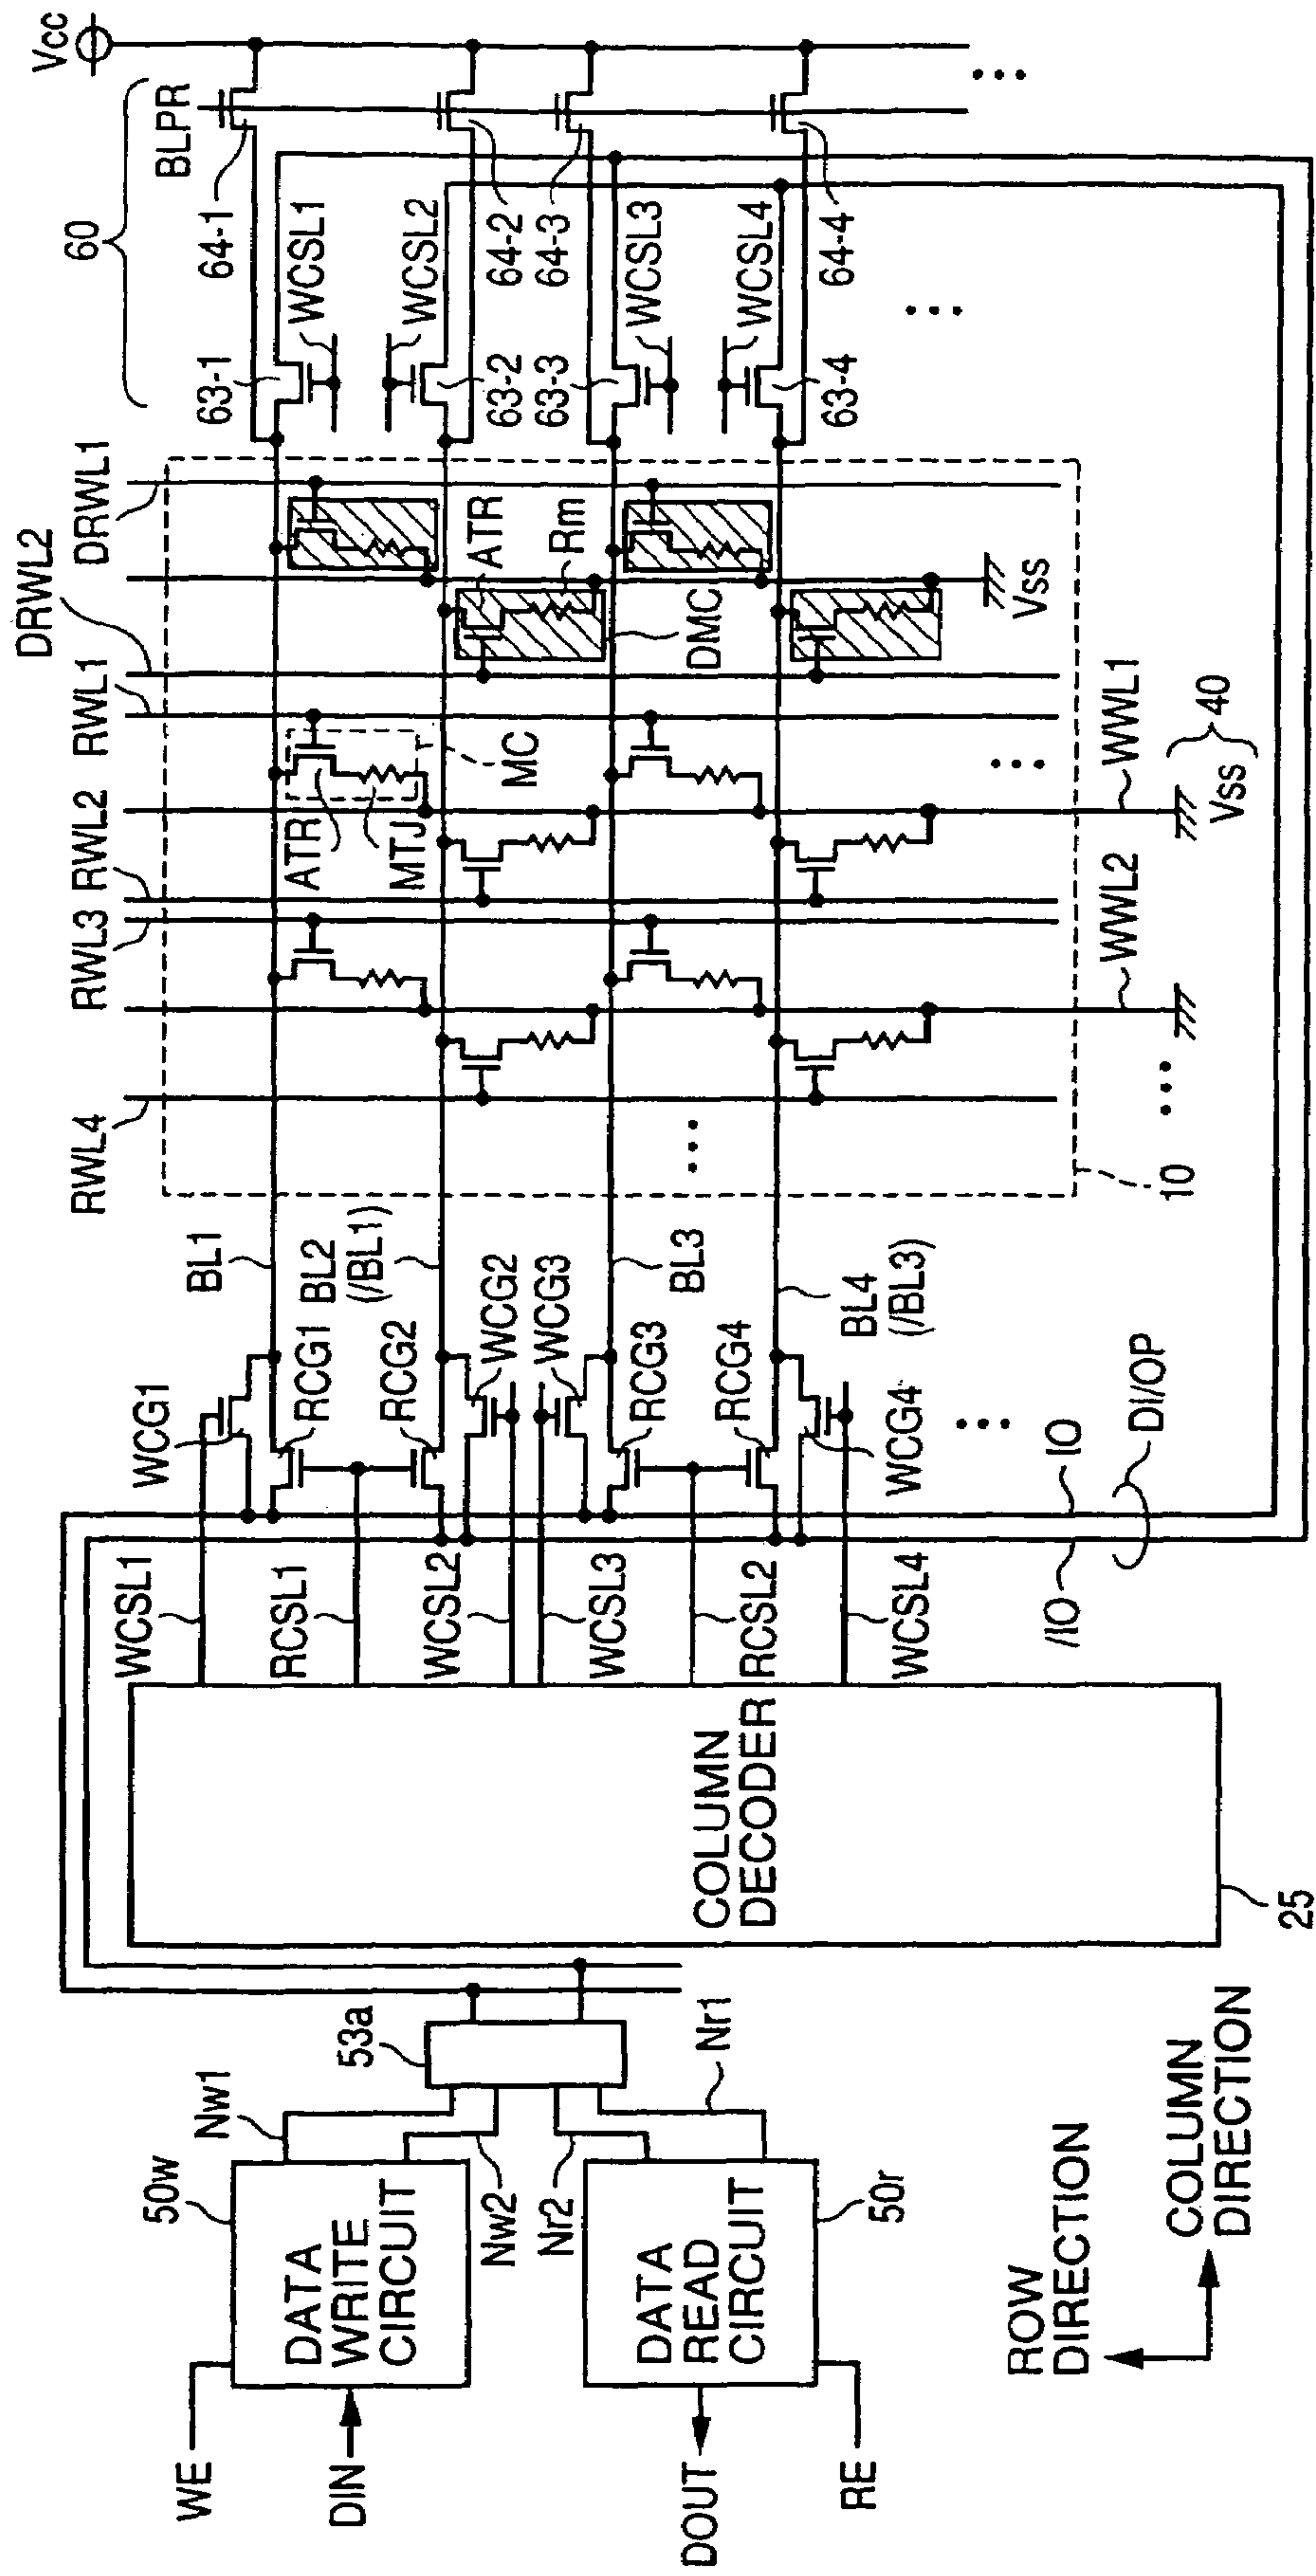 WE
DIN
DOUT
RE
50w
DATA
WRITE
CIRCUIT
DATA
READ
CIRCUIT
50r
Nw1
Nw2
Nr2
Nr1
53a
ROW
DIRECTION
COLUMN
DIRECTION
COLUMN
DECODER
25
WCSL1
RCSL1
WCSL2
WCSL3
RCSL2
WCSL4
/IO
IO
DI/OP
WCG1
RCG1
RCG2
WCG2
WCG3
RCG3
RCG4
WCG4
BL1
BL2
(/BL1)
BL3
BL4
(/BL3)
10
RWL4
RWL3
RWL2
RWL1
DRWL2
DRWL1
ATR
MTJ
MC
ATR
Rm
DMC
Vss
WWL2
WWL1
Vss
40
60
63-1
WCSL1
WCSL2
63-2
63-3
WCSL3
WCSL4
63-4
64-1
64-2
64-3
64-4
BLPR
Vcc